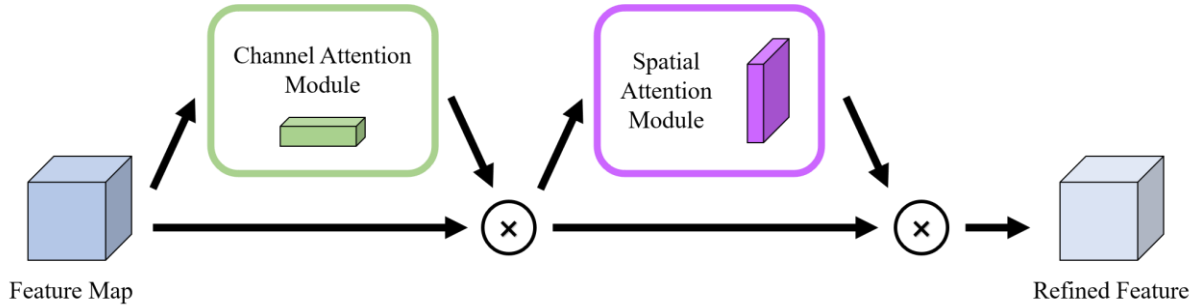 Channel Attention
Module
Spatial
Attention
Module
×
×
Feature Map
Refined Feature